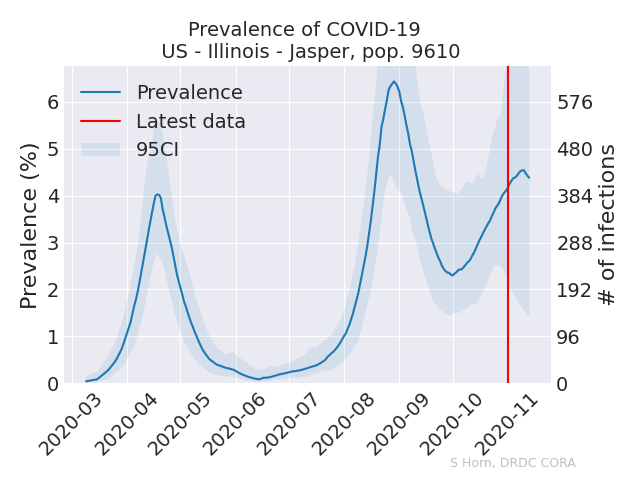 Prevalence of COVID-19
US - Illinois - Jasper, pop. 9610
Prevalence
Latest data
95CI
Prevalence (%)
6
5
4
3
2
1
0
576
480
384
288
192
96
0
# of infections
2020-03
2020-04
2020-05
2020-06
2020-07
2020-08
2020-09
2020-10
2020-11
S Horn, DRDC CORA